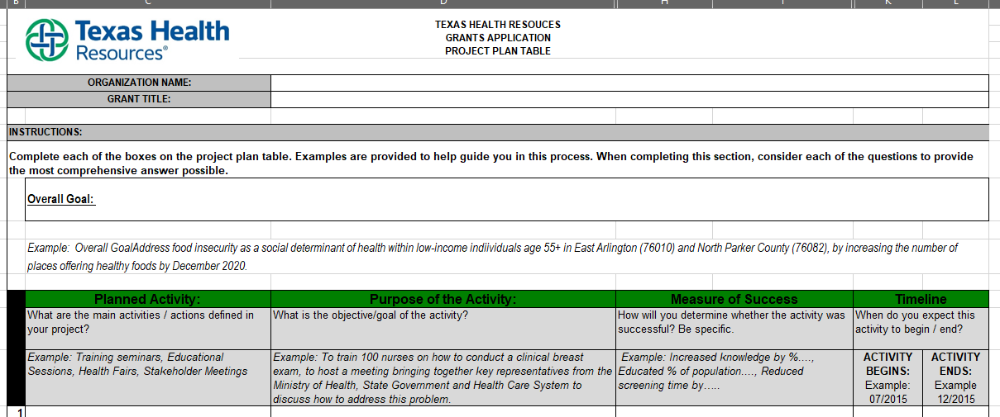 B C D H I K L
Texas Health
Resources®
TEXAS HEALTH RESOUCES
GRANTS APPLICATION
PROJECT PLAN TABLE
ORGANIZATION NAME:
GRANT TITLE:
INSTRUCTIONS:
Complete each of the boxes on the project plan table. Examples are provided to help guide you in this process. When completing this section, consider each of the questions to provide
the most comprehensive answer possible.
Overall Goal:
Example: Overall GoalAddress food insecurity as a social determinant of health within low-income indiividuals age 55+ in East Arlington (76010) and North Parker County (76082), by increasing the number of
places offering healthy foods by December 2020.
Planned Activity:
Purpose of the Activity:
Measure of Success
Timeline
What are the main activities / actions defined in
your project?
What is the objective/goal of the activity?
How will you determine whether the activity was
successful? Be specific.
When do you expect this
activity to begin / end?
Example: Training seminars, Educational
Sessions, Health Fairs, Stakeholder Meetings
Example: To train 100 nurses on how to conduct a clinical breast
exam, to host a meeting bringing together key representatives from the
Ministry of Health, State Government and Health Care System to
discuss how to address this problem.
Example: Increased knowledge by %....,
Educated % of population...., Reduced
screening time by…..
ACTIVITY
BEGINS:
Example:
07/2015
ACTIVITY
ENDS:
Example
12/2015
1